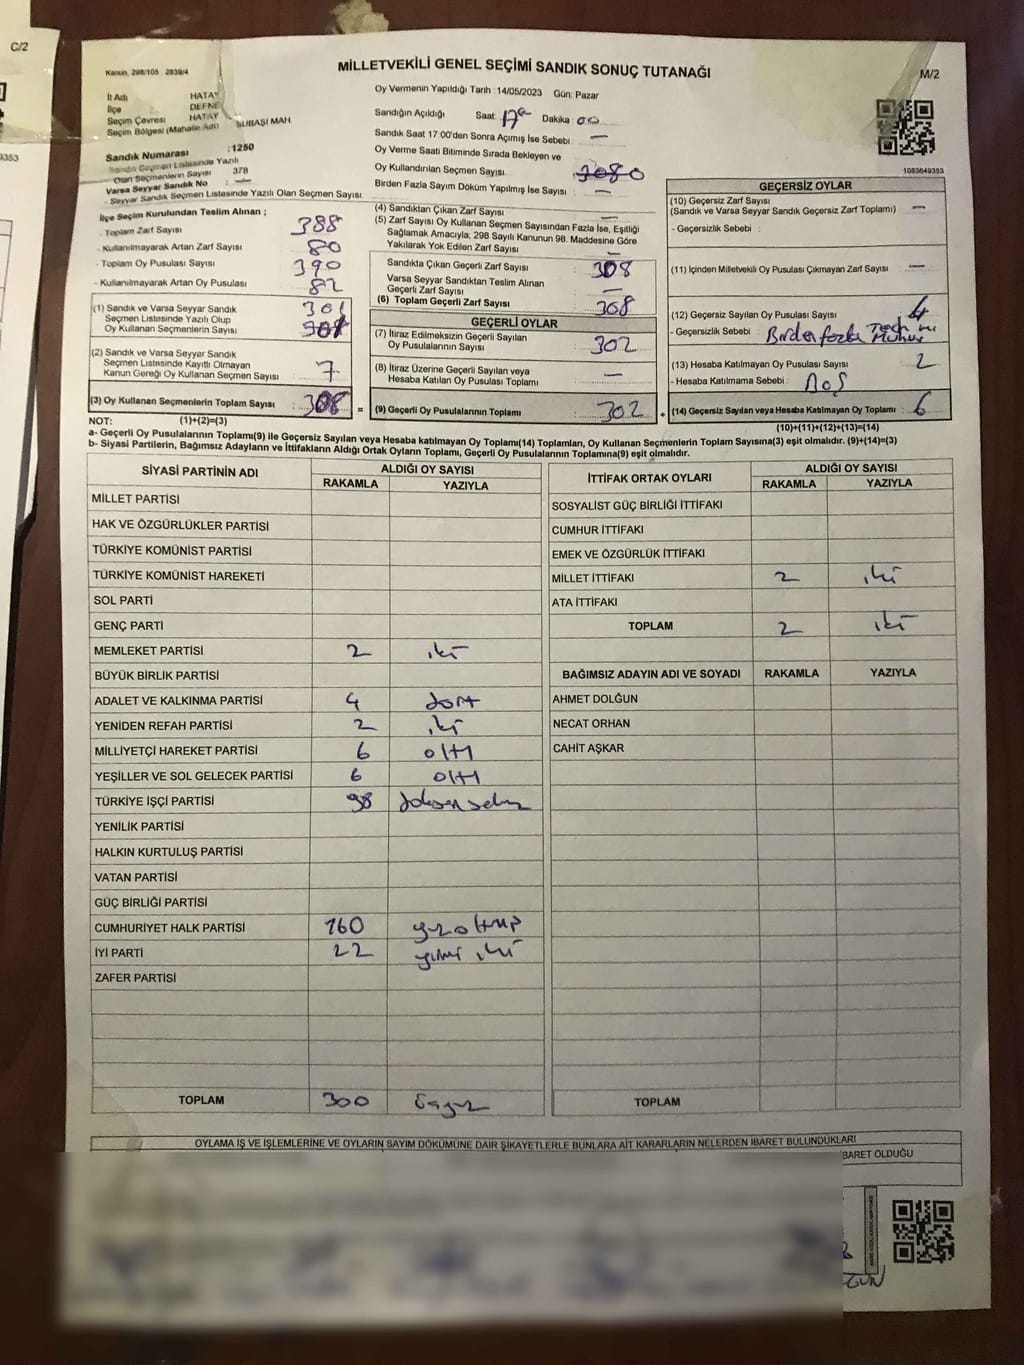 C/2
9353
Kanun, 298/105 : 2839/4
MİLLETVEKİLİ GENEL SEÇİMİ SANDIK SONUÇ TUTANAĞI
M/2
İl Adı HATAY
İlçe DEFNE
Seçim Çevresi HATAY
Seçim Bölgesi (Mahalle Adı) SUBAŞI MAH.
Sandık Numarası : 1250
Sandık Seçmen Listesinde Yazılı
Olan Seçmenlerin Sayısı 378
Varsa Seyyar Sandık No : —
- Seyyar Sandık Seçmen Listesinde Yazılı Olan Seçmen Sayısı:
İlçe Seçim Kurulundan Teslim Alınan ;
- Toplam Zarf Sayısı 388
- Kullanılmayarak Artan Zarf Sayısı 80
- Toplam Oy Pusulası Sayısı 390
- Kullanılmayarak Artan Oy Pusulası 82
(1) Sandık ve Varsa Seyyar Sandık
Seçmen Listesinde Yazılı Olup
Oy Kullanan Seçmenlerin Sayısı 301
(2) Sandık ve Varsa Seyyar Sandık
Seçmen Listesinde Kayıtlı Olmayan
Kanun Gereği Oy Kullanan Seçmen Sayısı : 7
(3) Oy Kullanan Seçmenlerin Toplam Sayısı : 308 =
(1)+(2)=(3)
Oy Vermenin Yapıldığı Tarih : 14/05/2023 Gün: Pazar
Sandığın Açıldığı Saat: 17 Dakika : 00
Sandık Saat 17:00'den Sonra Açımış İse Sebebi : —
Oy Verme Saati Bitiminde Sırada Bekleyen ve
Oy Kullandırılan Seçmen Sayısı :
Birden Fazla Sayım Döküm Yapılmış İse Sayısı : —
(4) Sandıktan Çıkan Zarf Sayısı : —
(5) Zarf Sayısı Oy Kullanan Seçmen Sayısından Fazla İse, Eşitliği
Sağlamak Amacıyla; 298 Sayılı Kanunun 98. Maddesine Göre
Yakılarak Yok Edilen Zarf Sayısı : —
Sandıkta Çıkan Geçerli Zarf Sayısı : 308
Varsa Seyyar Sandıktan Teslim Alınan
Geçerli Zarf Sayısı : —
(6) Toplam Geçerli Zarf Sayısı : 308
GEÇERLİ OYLAR
(7) İtiraz Edilmeksizin Geçerli Sayılan
Oy Pusulalarının Sayısı : 302
(8) İtiraz Üzerine Geçerli Sayılan veya
Hesaba Katılan Oy Pusulası Toplamı : —
(9) Geçerli Oy Pusulalarının Toplamı : 302 +
1083649353
GEÇERSİZ OYLAR
(10) Geçersiz Zarf Sayısı
(Sandık ve Varsa Seyyar Sandık Geçersiz Zarf Toplamı) : —
- Geçersizlik Sebebi :
(11) İçinden Milletvekili Oy Pusulası Çıkmayan Zarf Sayısı : —
(12) Geçersiz Sayılan Oy Pusulası Sayısı : 4
- Geçersizlik Sebebi : Birden fazla Tercih mi Mühür
(13) Hesaba Katılmayan Oy Pusulası Sayısı : 2
- Hesaba Katılmama Sebebi : Boş
(14) Geçersiz Sayılan veya Hesaba Katılmayan Oy Toplamı : 6
(10)+(11)+(12)+(13)=(14)
NOT:
a- Geçerli Oy Pusulalarının Toplamı(9) ile Geçersiz Sayılan veya Hesaba katılmayan Oy Toplam(14) Toplamları, Oy Kullanan Seçmenlerin Toplam Sayısına(3) eşit olmalıdır. (9)+(14)=(3)
b- Siyasi Partilerin, Bağımsız Adayların ve İttifakların Aldığı Ortak Oyların Toplamı, Geçerli Oy Pusulalarının Toplamına(9) eşit olmalıdır.
SİYASİ PARTİNİN ADI ALDIĞI OY SAYISI
RAKAMLA YAZIYLA
MİLLET PARTİSİ
HAK VE ÖZGÜRLÜKLER PARTİSİ
TÜRKİYE KOMÜNİST PARTİSİ
TÜRKİYE KOMÜNİST HAREKETİ
SOL PARTİ
GENÇ PARTİ
MEMLEKET PARTİSİ 2 iki
BÜYÜK BİRLİK PARTİSİ
ADALET VE KALKINMA PARTİSİ 4 dört
YENİDEN REFAH PARTİSİ 2 iki
MİLLİYETÇİ HAREKET PARTİSİ 6 altı
YEŞİLLER VE SOL GELECEK PARTİSİ 6 altı
TÜRKİYE İŞÇİ PARTİSİ 98 doksan sekiz
YENİLİK PARTİSİ
HALKIN KURTULUŞ PARTİSİ
VATAN PARTİSİ
GÜÇ BİRLİĞİ PARTİSİ
CUMHURİYET HALK PARTİSİ 160 yüzaltmış
İYİ PARTİ 22 yirmi iki
ZAFER PARTİSİ
TOPLAM 300 üçyüz
İTTİFAK ORTAK OYLARI ALDIĞI OY SAYISI
RAKAMLA YAZIYLA
SOSYALİST GÜÇ BİRLİĞİ İTTİFAKI
CUMHUR İTTİFAKI
EMEK VE ÖZGÜRLÜK İTTİFAKI
MİLLET İTTİFAKI 2 iki
ATA İTTİFAKI
TOPLAM 2 iki
BAĞIMSIZ ADAYIN ADI VE SOYADI RAKAMLA YAZIYLA
AHMET DOLĞUN
NECAT ORHAN
CAHİT AŞKAR
TOPLAM
OYLAMA İŞ VE İŞLEMLERİNE VE OYLARIN SAYIM DÖKÜMÜNE DAİR ŞİKAYETLERLE BUNLARA AİT KARARLARIN NELERDEN İBARET BULUNDUKLARI
BARET OLDUĞU